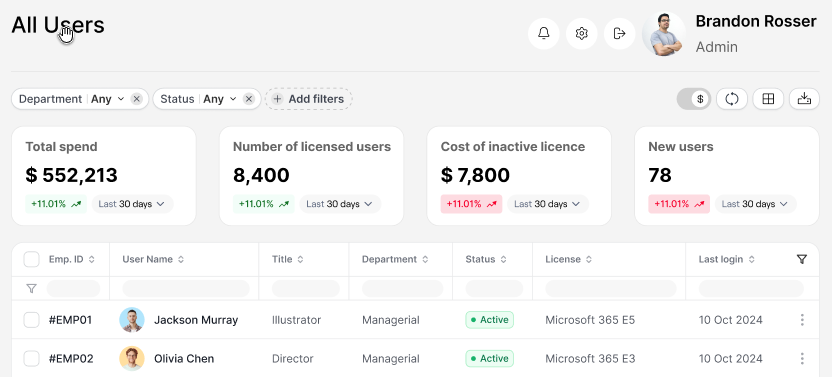 All Users
Brandon Rosser
Admin
Department Any Status Any Add filters
$
Total spend
$ 552,213
+11.01% Last 30 days
Number of licensed users
8,400
+11.01% Last 30 days
Cost of inactive licence
$ 7,800
+11.01% Last 30 days
New users
78
+11.01% Last 30 days
Emp. ID User Name Title Department Status License Last login
#EMP01 Jackson Murray Illustrator Managerial Active Microsoft 365 E5 10 Oct 2024
#EMP02 Olivia Chen Director Managerial Active Microsoft 365 E3 10 Oct 2024